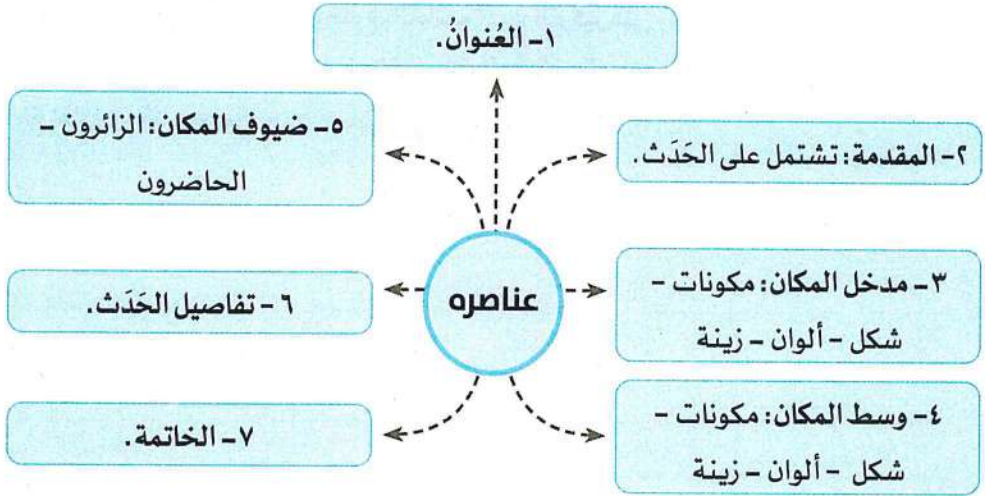 ١- العُنوانُ.
٢- المقدمة: تشتمل على الحَدَث.
٣- مدخل المكان: مكونات -
شكل - ألوان - زينة
٤- وسط المكان: مكونات -
شكل - ألوان - زينة
٥- ضيوف المكان: الزائرون -
الحاضرون
٦- تفاصيل الحَدَث.
٧- الخاتمة.
عناصره